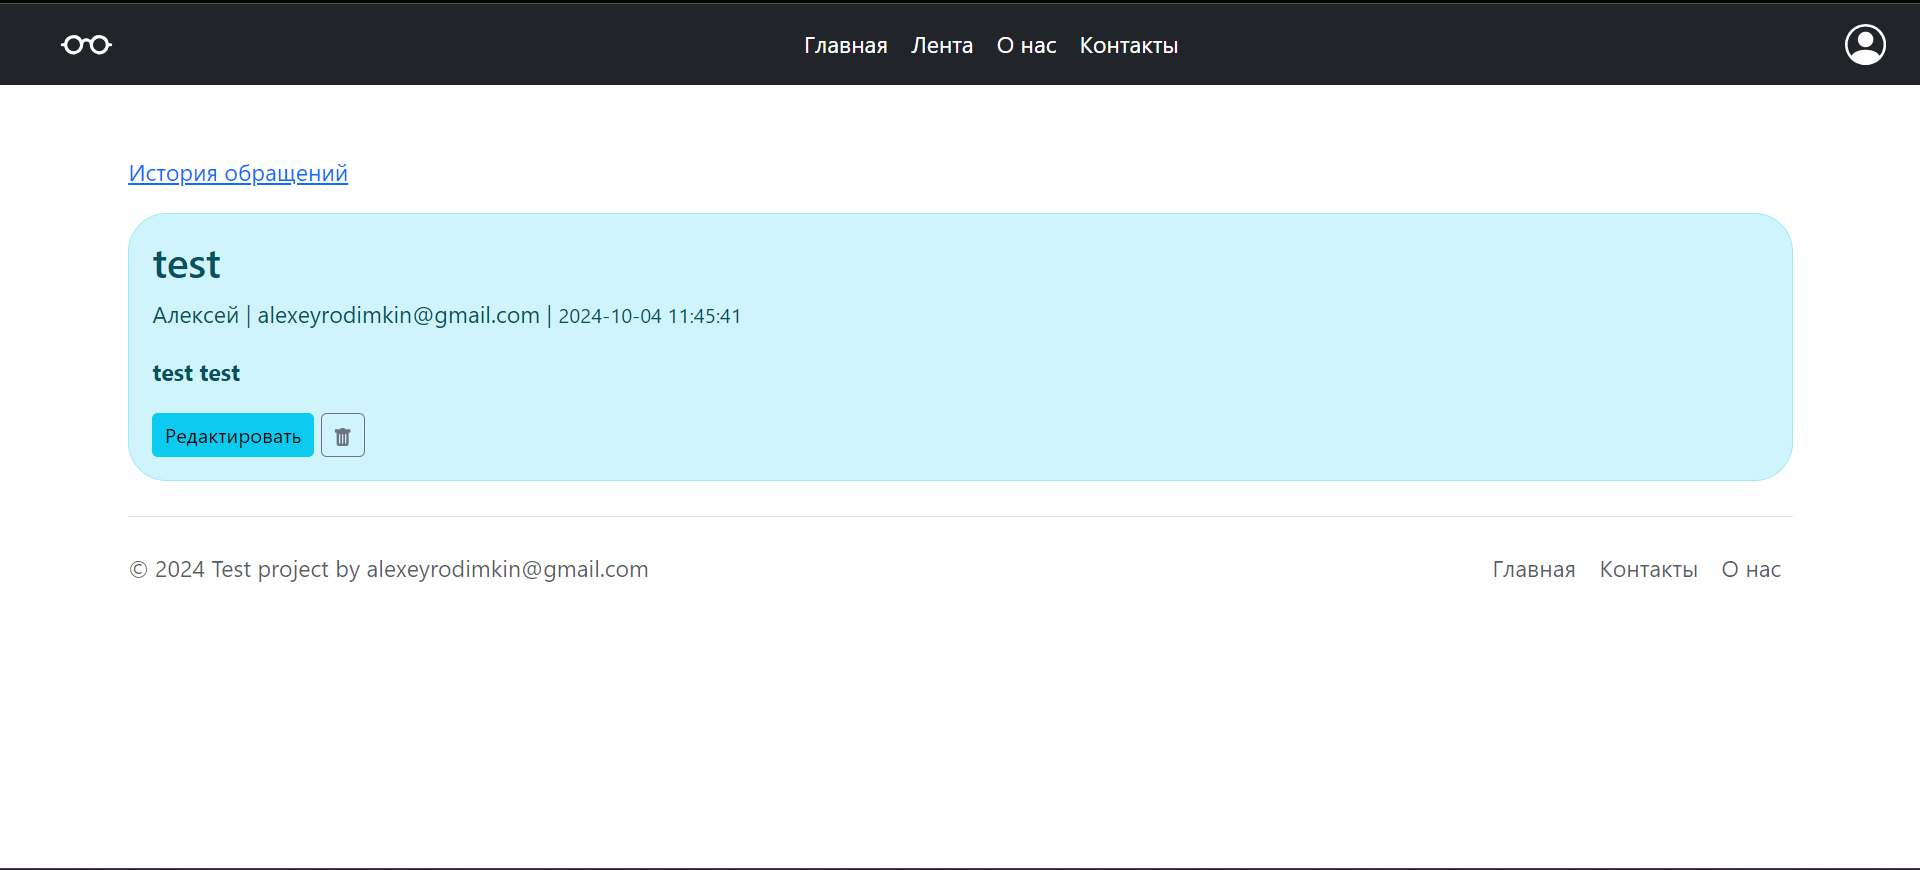 Главная Лента О нас Контакты
История обращений
test
Алексей | alexeyrodimkin@gmail.com | 2024-10-04 11:45:41
test test
Редактировать
© 2024 Test project by alexeyrodimkin@gmail.com
Главная Контакты О нас